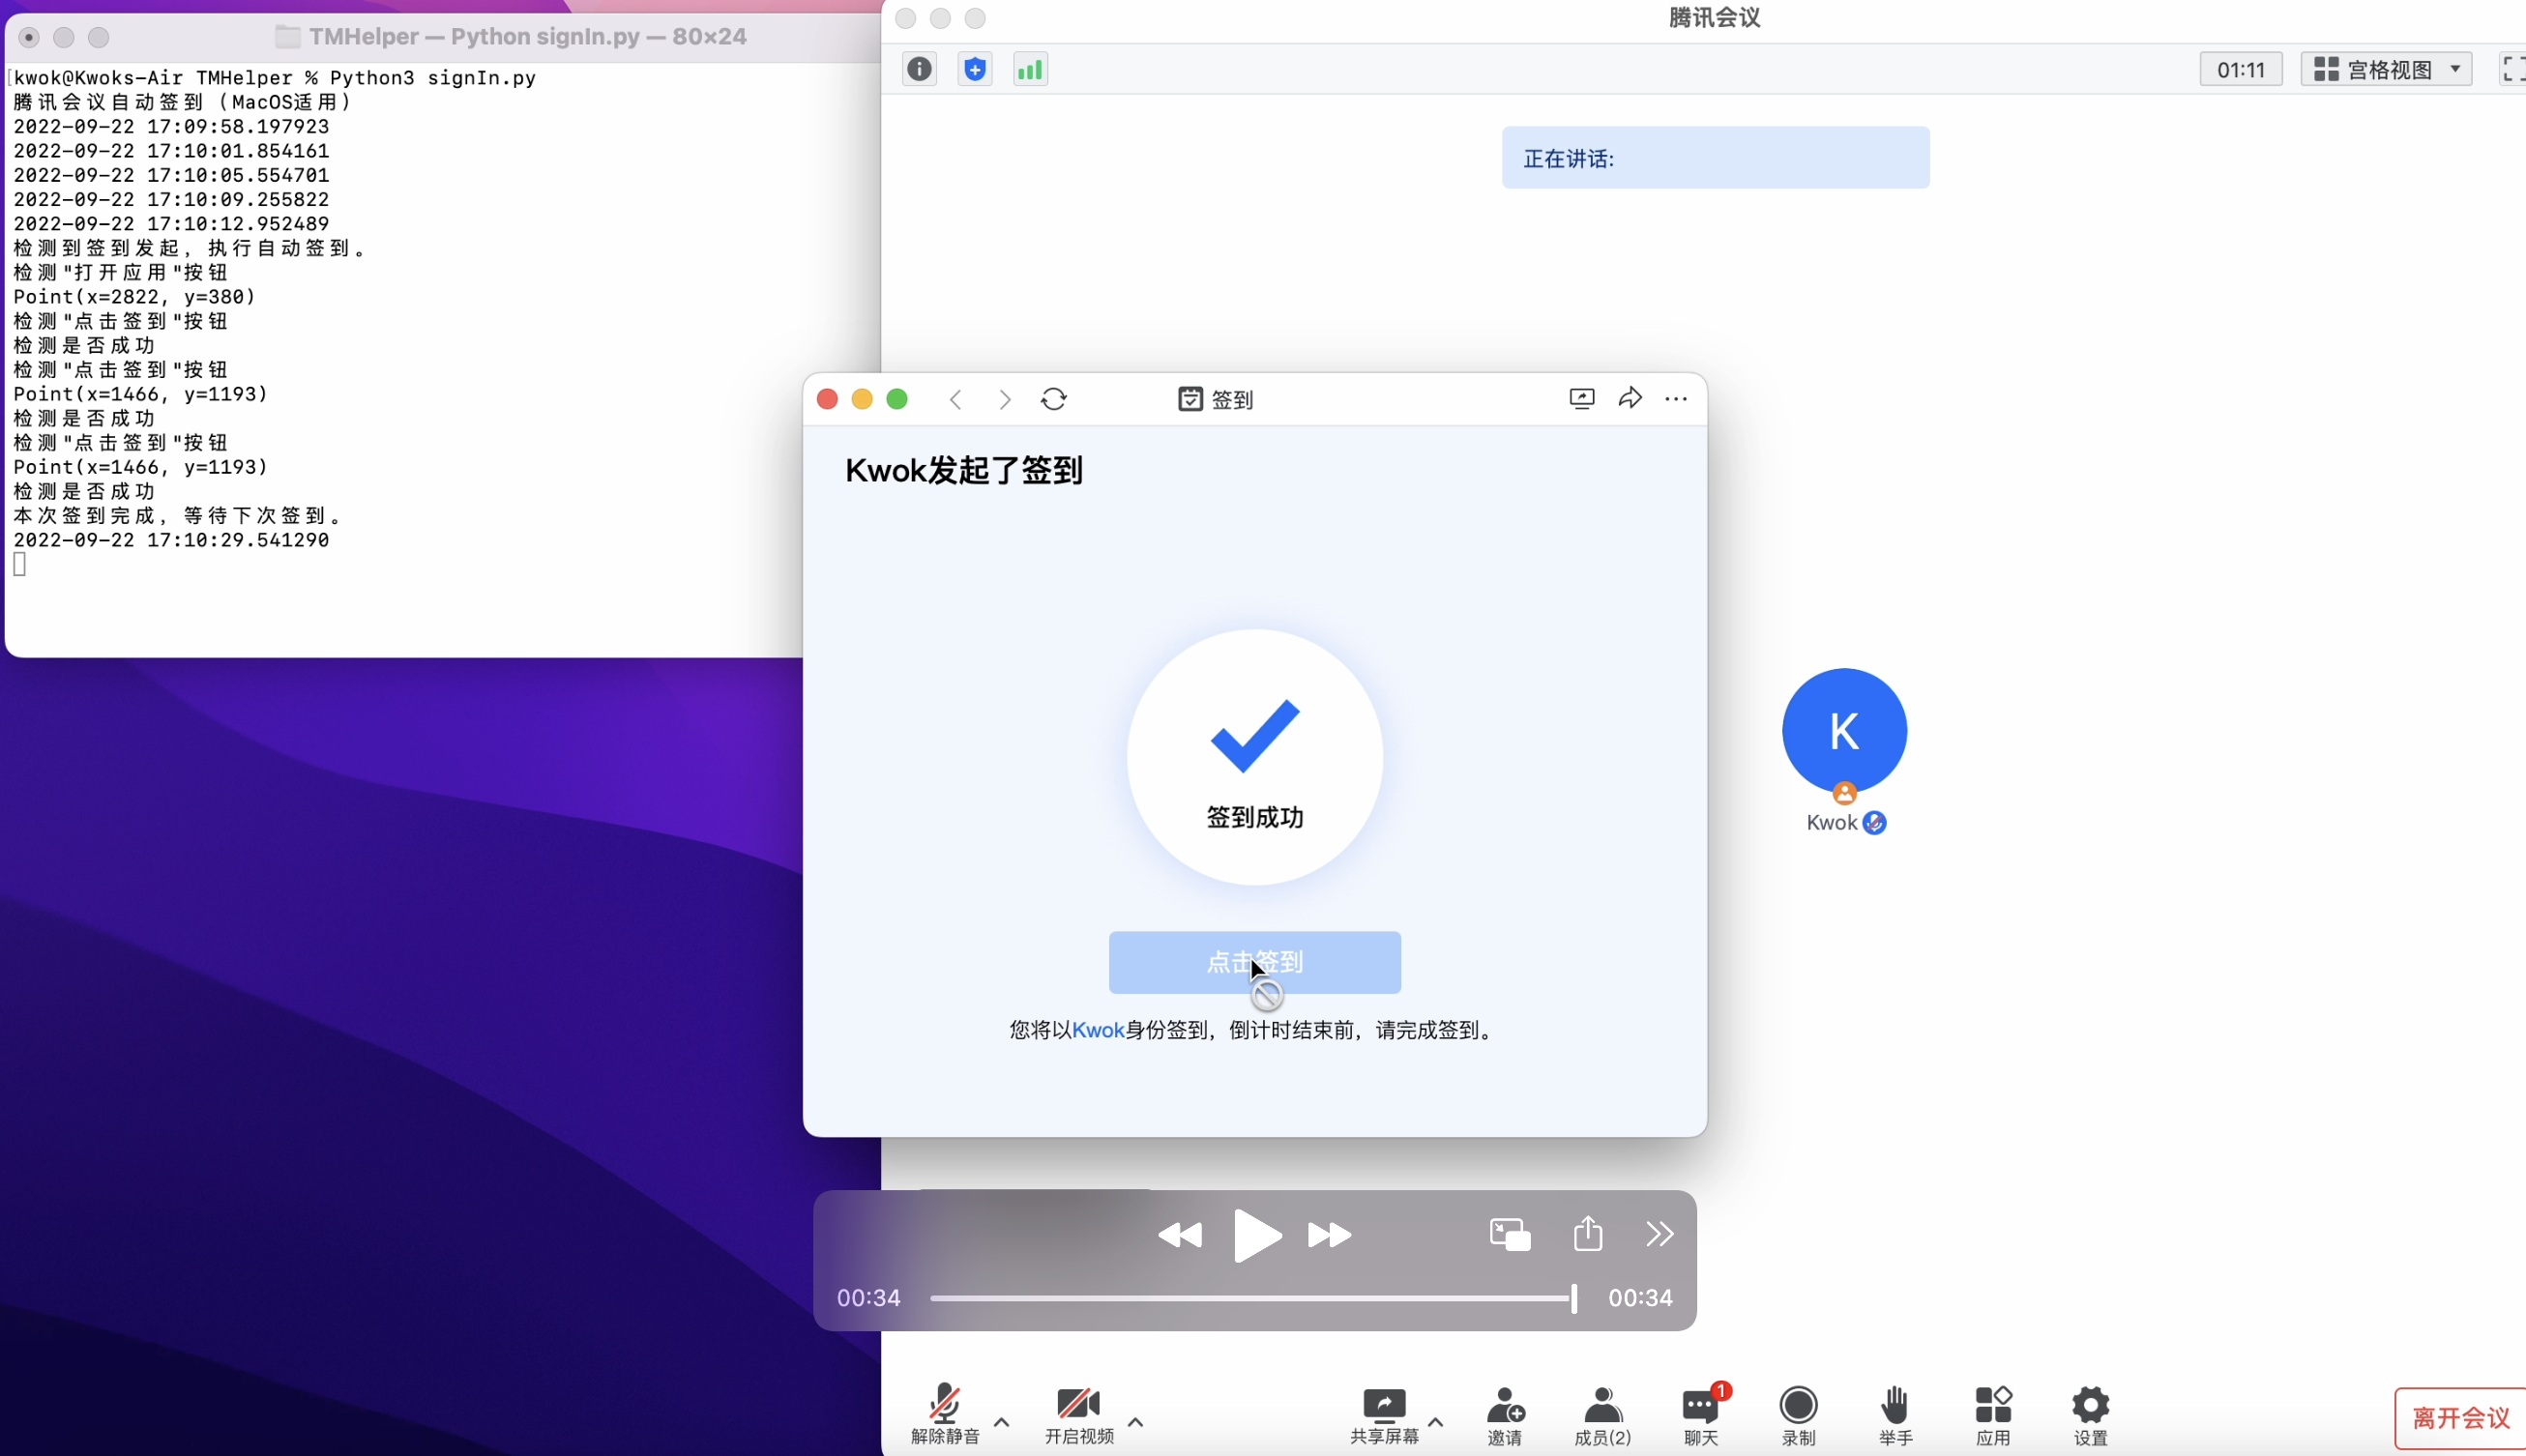 TMHelper — Python signIn.py — 80×24
kwok@Kwoks-Air TMHelper % Python3 signIn.py
腾讯会议自动签到（MacOS适用）
2022-09-22 17:09:58.197923
2022-09-22 17:10:01.854161
2022-09-22 17:10:05.554701
2022-09-22 17:10:09.255822
2022-09-22 17:10:12.952489
检测到签到发起，执行自动签到。
检测"打开应用"按钮
Point(x=2822, y=380)
检测"点击签到"按钮
检测是否成功
检测"点击签到"按钮
Point(x=1466, y=1193)
检测是否成功
检测"点击签到"按钮
Point(x=1466, y=1193)
检测是否成功
本次签到完成，等待下次签到。
2022-09-22 17:10:29.541290
腾讯会议
01:11
宫格视图
正在讲话:
签到
Kwok发起了签到
签到成功
点击签到
您将以Kwok身份签到，倒计时结束前，请完成签到。
K
Kwok
00:34
00:34
解除静音
开启视频
共享屏幕
邀请
成员(2)
1
聊天
录制
举手
应用
设置
离开会议